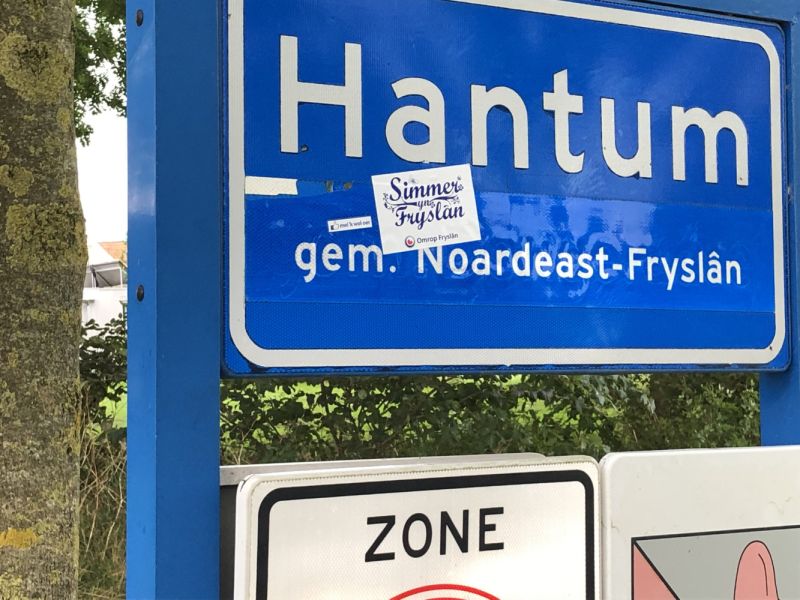 Hantum
Simmer
yn
Fryslân
Omrop Fryslân
gem. Noardeast-Fryslân
ZONE